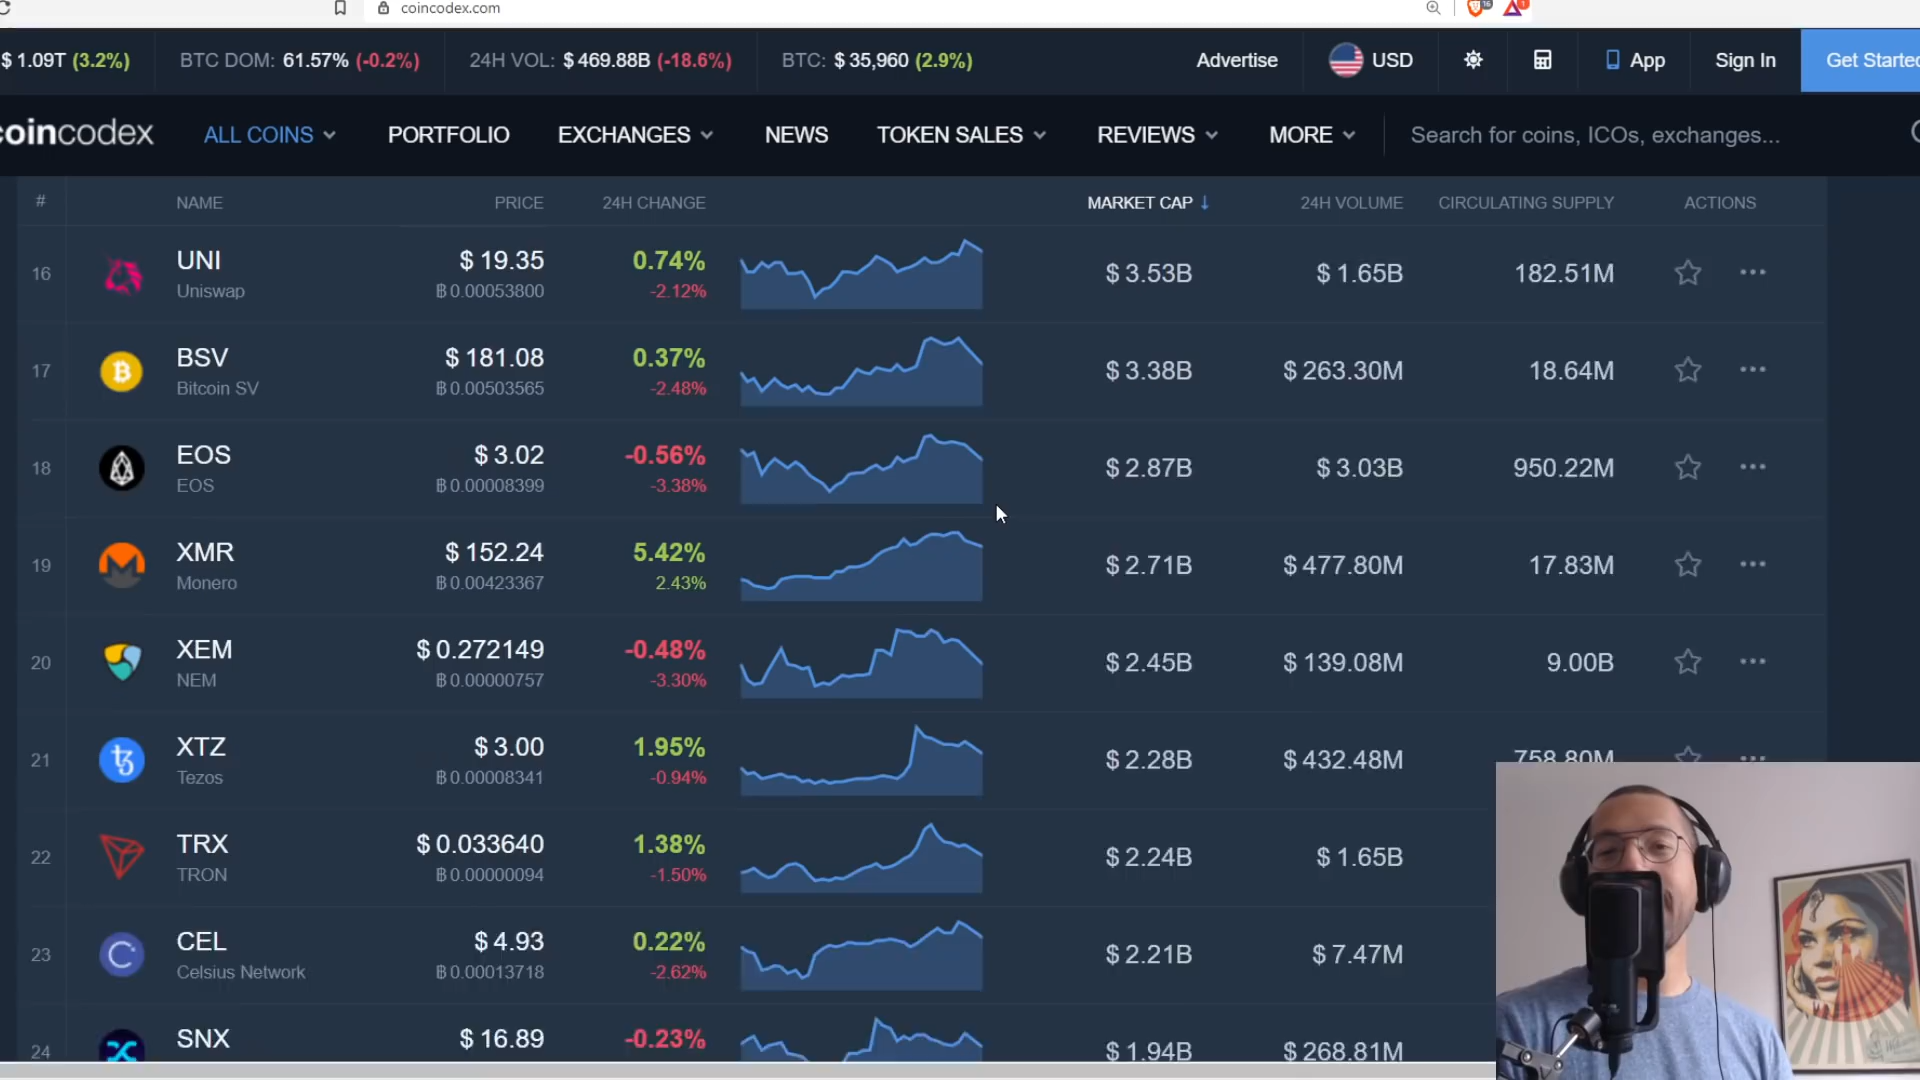 coincodex.com
16
1
$ 1.09T (3.2%) BTC DOM: 61.57% (-0.2%) 24H VOL: $ 469.88B (-18.6%) BTC: $ 35,960 (2.9%) Advertise USD App Sign In Get Started
coincodex ALL COINS PORTFOLIO EXCHANGES NEWS TOKEN SALES REVIEWS MORE Search for coins, ICOs, exchanges...
# NAME PRICE 24H CHANGE MARKET CAP ↓ 24H VOLUME CIRCULATING SUPPLY ACTIONS
16 UNI $ 19.35 0.74% $ 3.53B $ 1.65B 182.51M
Uniswap ₿ 0.00053800 -2.12%
17 BSV $ 181.08 0.37% $ 3.38B $ 263.30M 18.64M
Bitcoin SV ₿ 0.00503565 -2.48%
18 EOS $ 3.02 -0.56% $ 2.87B $ 3.03B 950.22M
EOS ₿ 0.00008399 -3.38%
19 XMR $ 152.24 5.42% $ 2.71B $ 477.80M 17.83M
Monero ₿ 0.00423367 2.43%
20 XEM $ 0.272149 -0.48% $ 2.45B $ 139.08M 9.00B
NEM ₿ 0.00000757 -3.30%
21 XTZ $ 3.00 1.95% $ 2.28B $ 432.48M 758.80M
Tezos ₿ 0.00008341 -0.94%
22 TRX $ 0.033640 1.38% $ 2.24B $ 1.65B
TRON ₿ 0.00000094 -1.50%
23 CEL $ 4.93 0.22% $ 2.21B $ 7.47M
Celsius Network ₿ 0.00013718 -2.62%
24 SNX $ 16.89 -0.23% $ 1.94B $ 268.81M